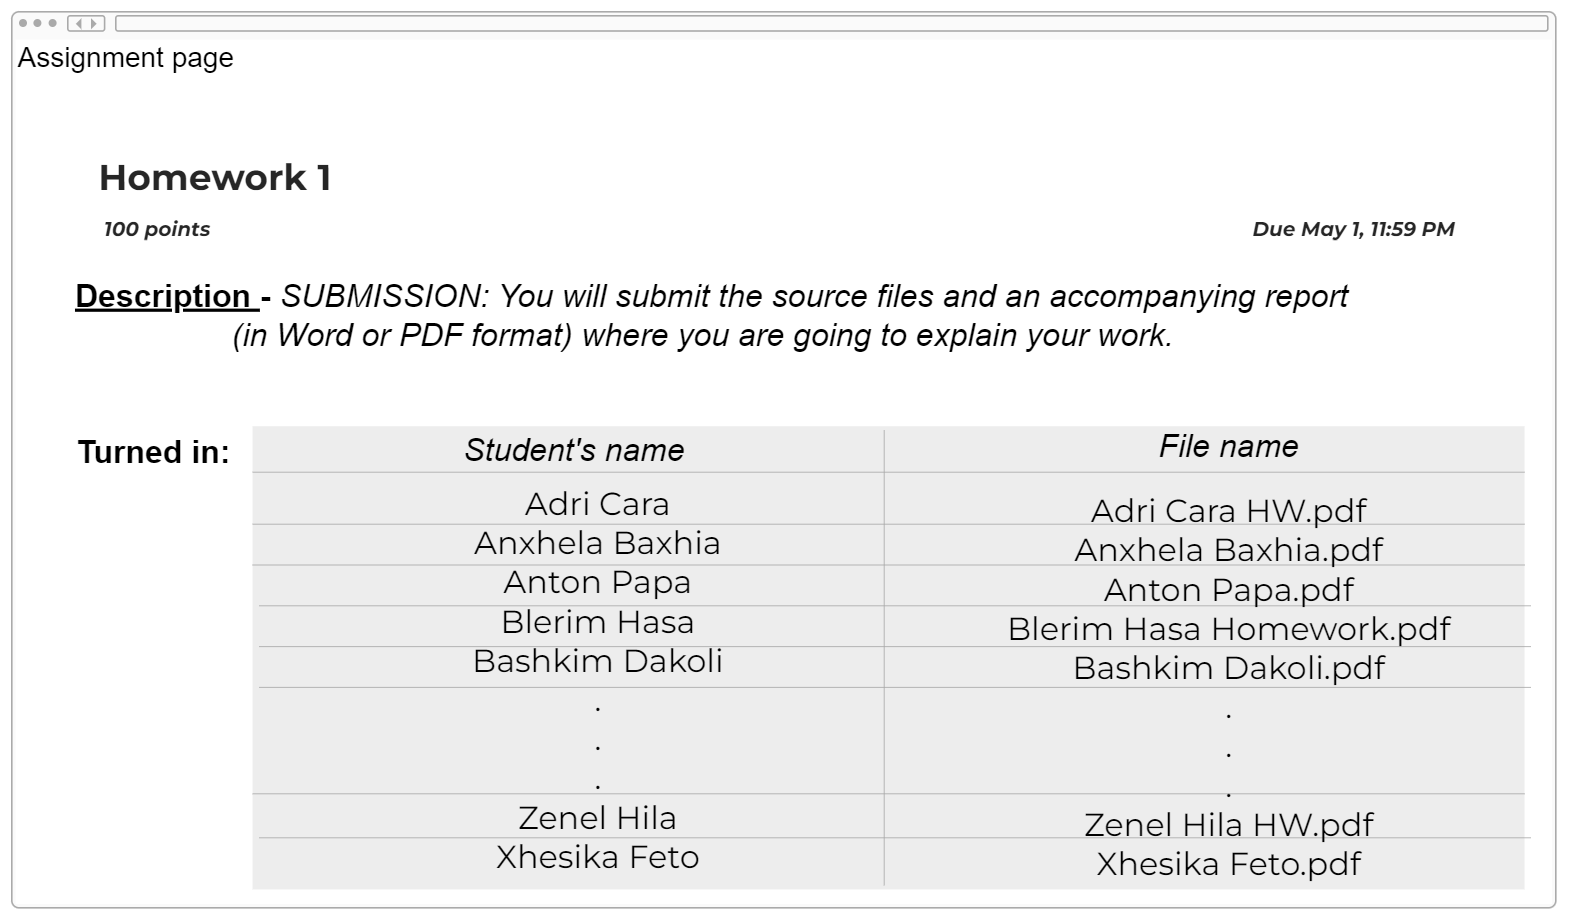 Assignment page
Homework 1
100 points Due May 1, 11:59 PM
Description - SUBMISSION: You will submit the source files and an accompanying report
(in Word or PDF format) where you are going to explain your work.
Turned in: Student's name File name
Adri Cara Adri Cara HW.pdf
Anxhela Baxhia Anxhela Baxhia.pdf
Anton Papa Anton Papa.pdf
Blerim Hasa Blerim Hasa Homework.pdf
Bashkim Dakoli Bashkim Dakoli.pdf
. .
. .
. .
Zenel Hila Zenel Hila HW.pdf
Xhesika Feto Xhesika Feto.pdf